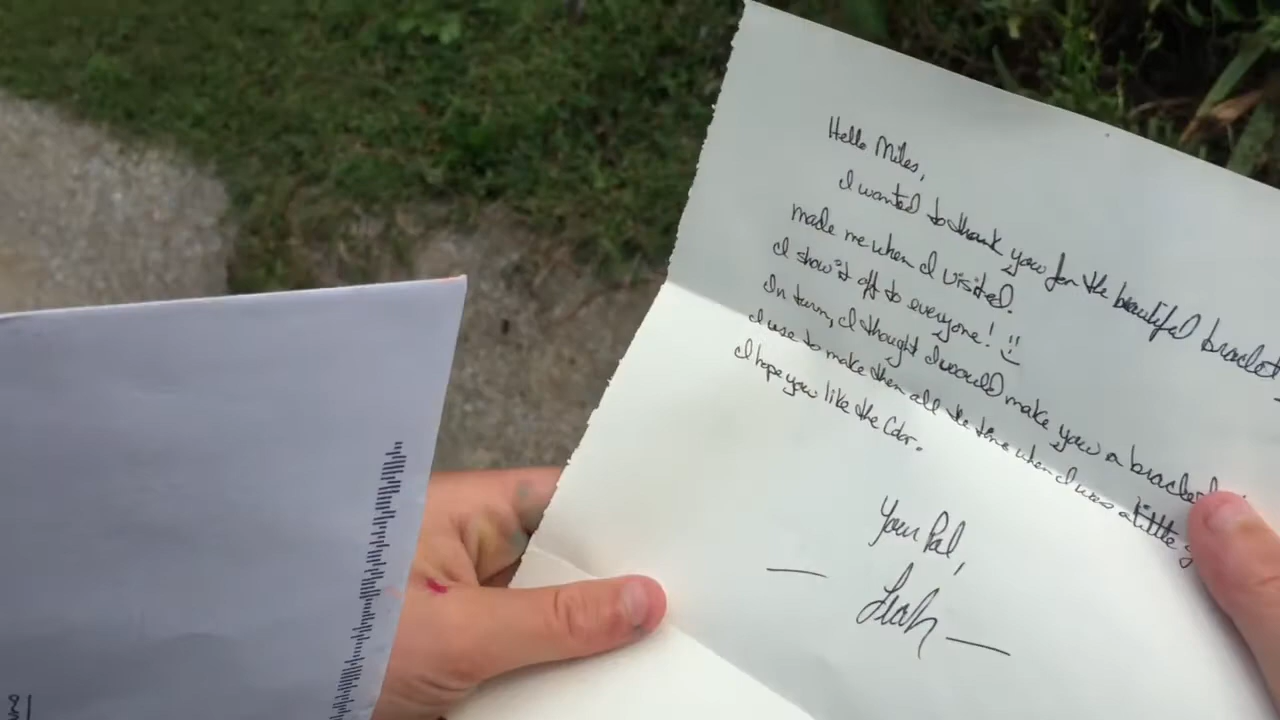 Hello Miles,
I wanted to thank you for the beautiful bracelet
made me when I visited.
I show it off to everyone!
In turn, I thought I would make you a bracelet
I use to make them all the time when I was a little
I hope you like the Color.
Your Pal,
— Leah —